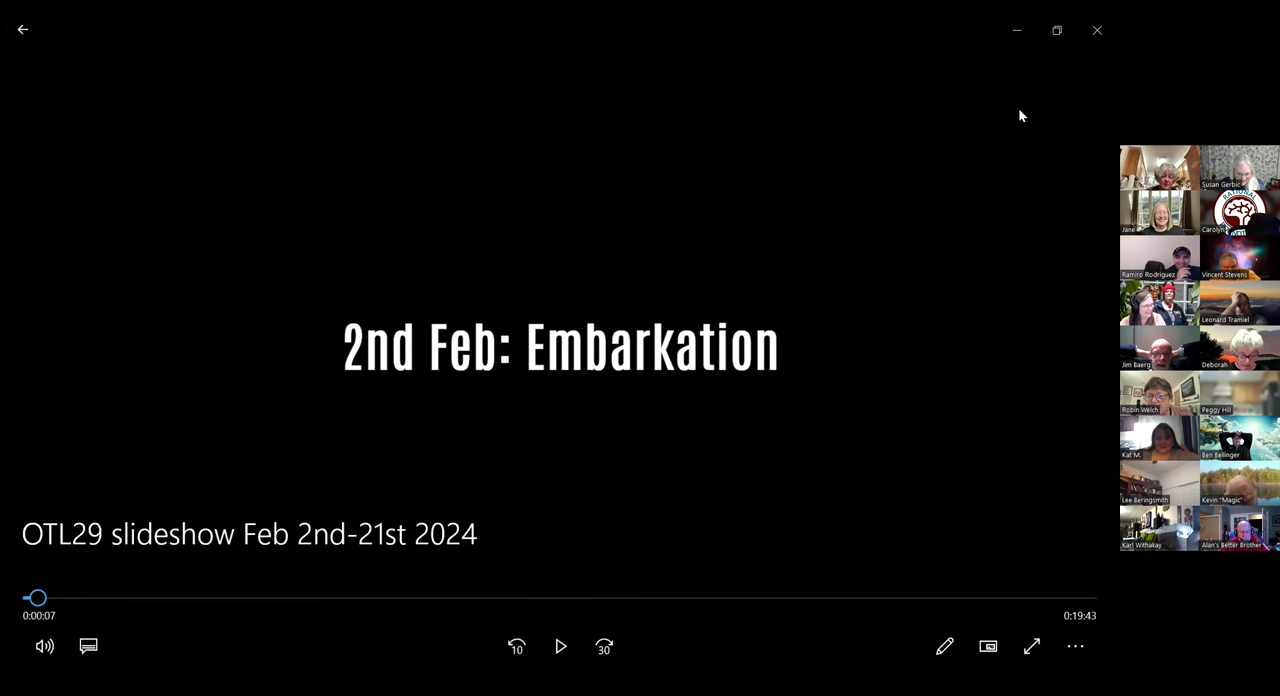 2nd Feb: Embarkation
OTL29 slideshow Feb 2nd-21st 2024
0:00:07
0:19:43
10
30
Susan Gerbic
Jane
RATIONAL
Carolyn
Ramiro Rodriguez
Vincent Stevens
Leonard Tramiel
Jim Baerg
Deborah
Robin Welch
Peggy Hill
Kat M.
Ben Bellinger
Lee Beringsmith
Kevin "Magic"
Karl Withakay
Alan's Better Brother